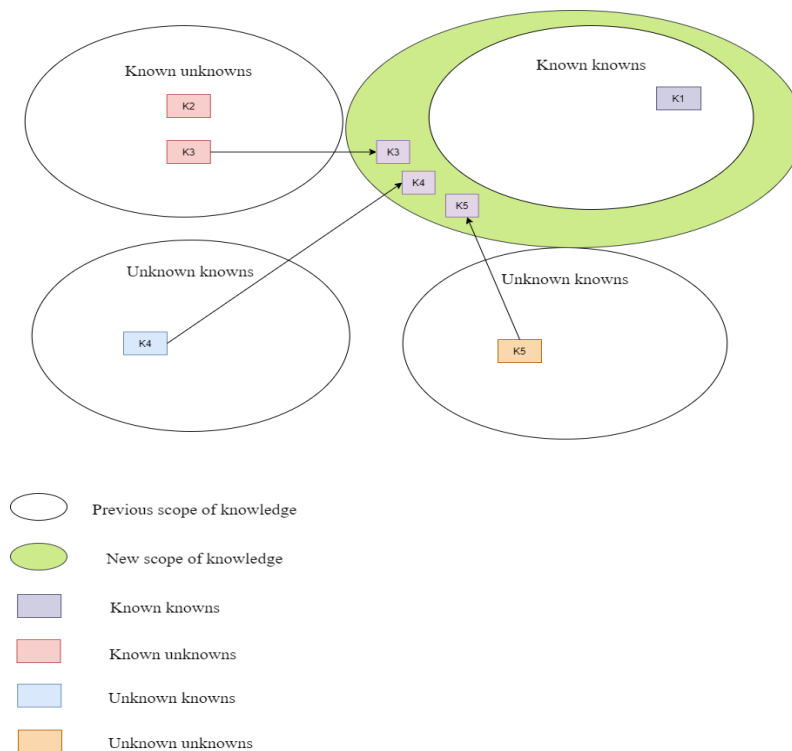 Known unknowns
Known knowns
K2
K1
K3
K3
K4
K5
Unknown knowns
Unknown knowns
K4
K5
Previous scope of knowledge
New scope of knowledge
Known knowns
Known unknowns
Unknown knowns
Unknown unknowns